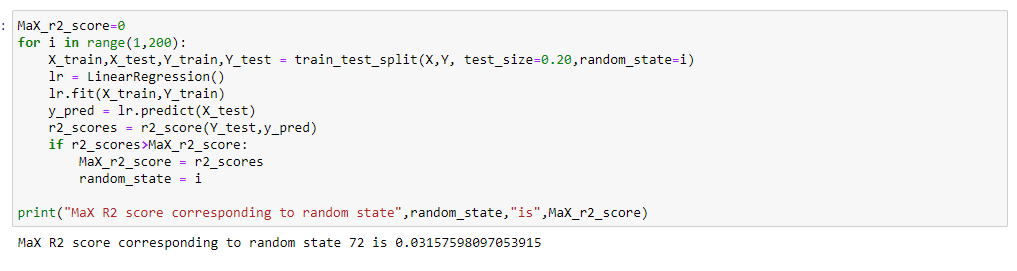 : MaX_r2_score=0
for i in range(1,200):
    X_train,X_test,Y_train,Y_test = train_test_split(X,Y, test_size=0.20,random_state=i)
    lr = LinearRegression()
    lr.fit(X_train,Y_train)
    y_pred = lr.predict(X_test)
    r2_scores = r2_score(Y_test,y_pred)
    if r2_scores>MaX_r2_score:
        MaX_r2_score = r2_scores
        random_state = i
print("MaX R2 score corresponding to random state",random_state,"is",MaX_r2_score)
MaX R2 score corresponding to random state 72 is 0.03157598097053915